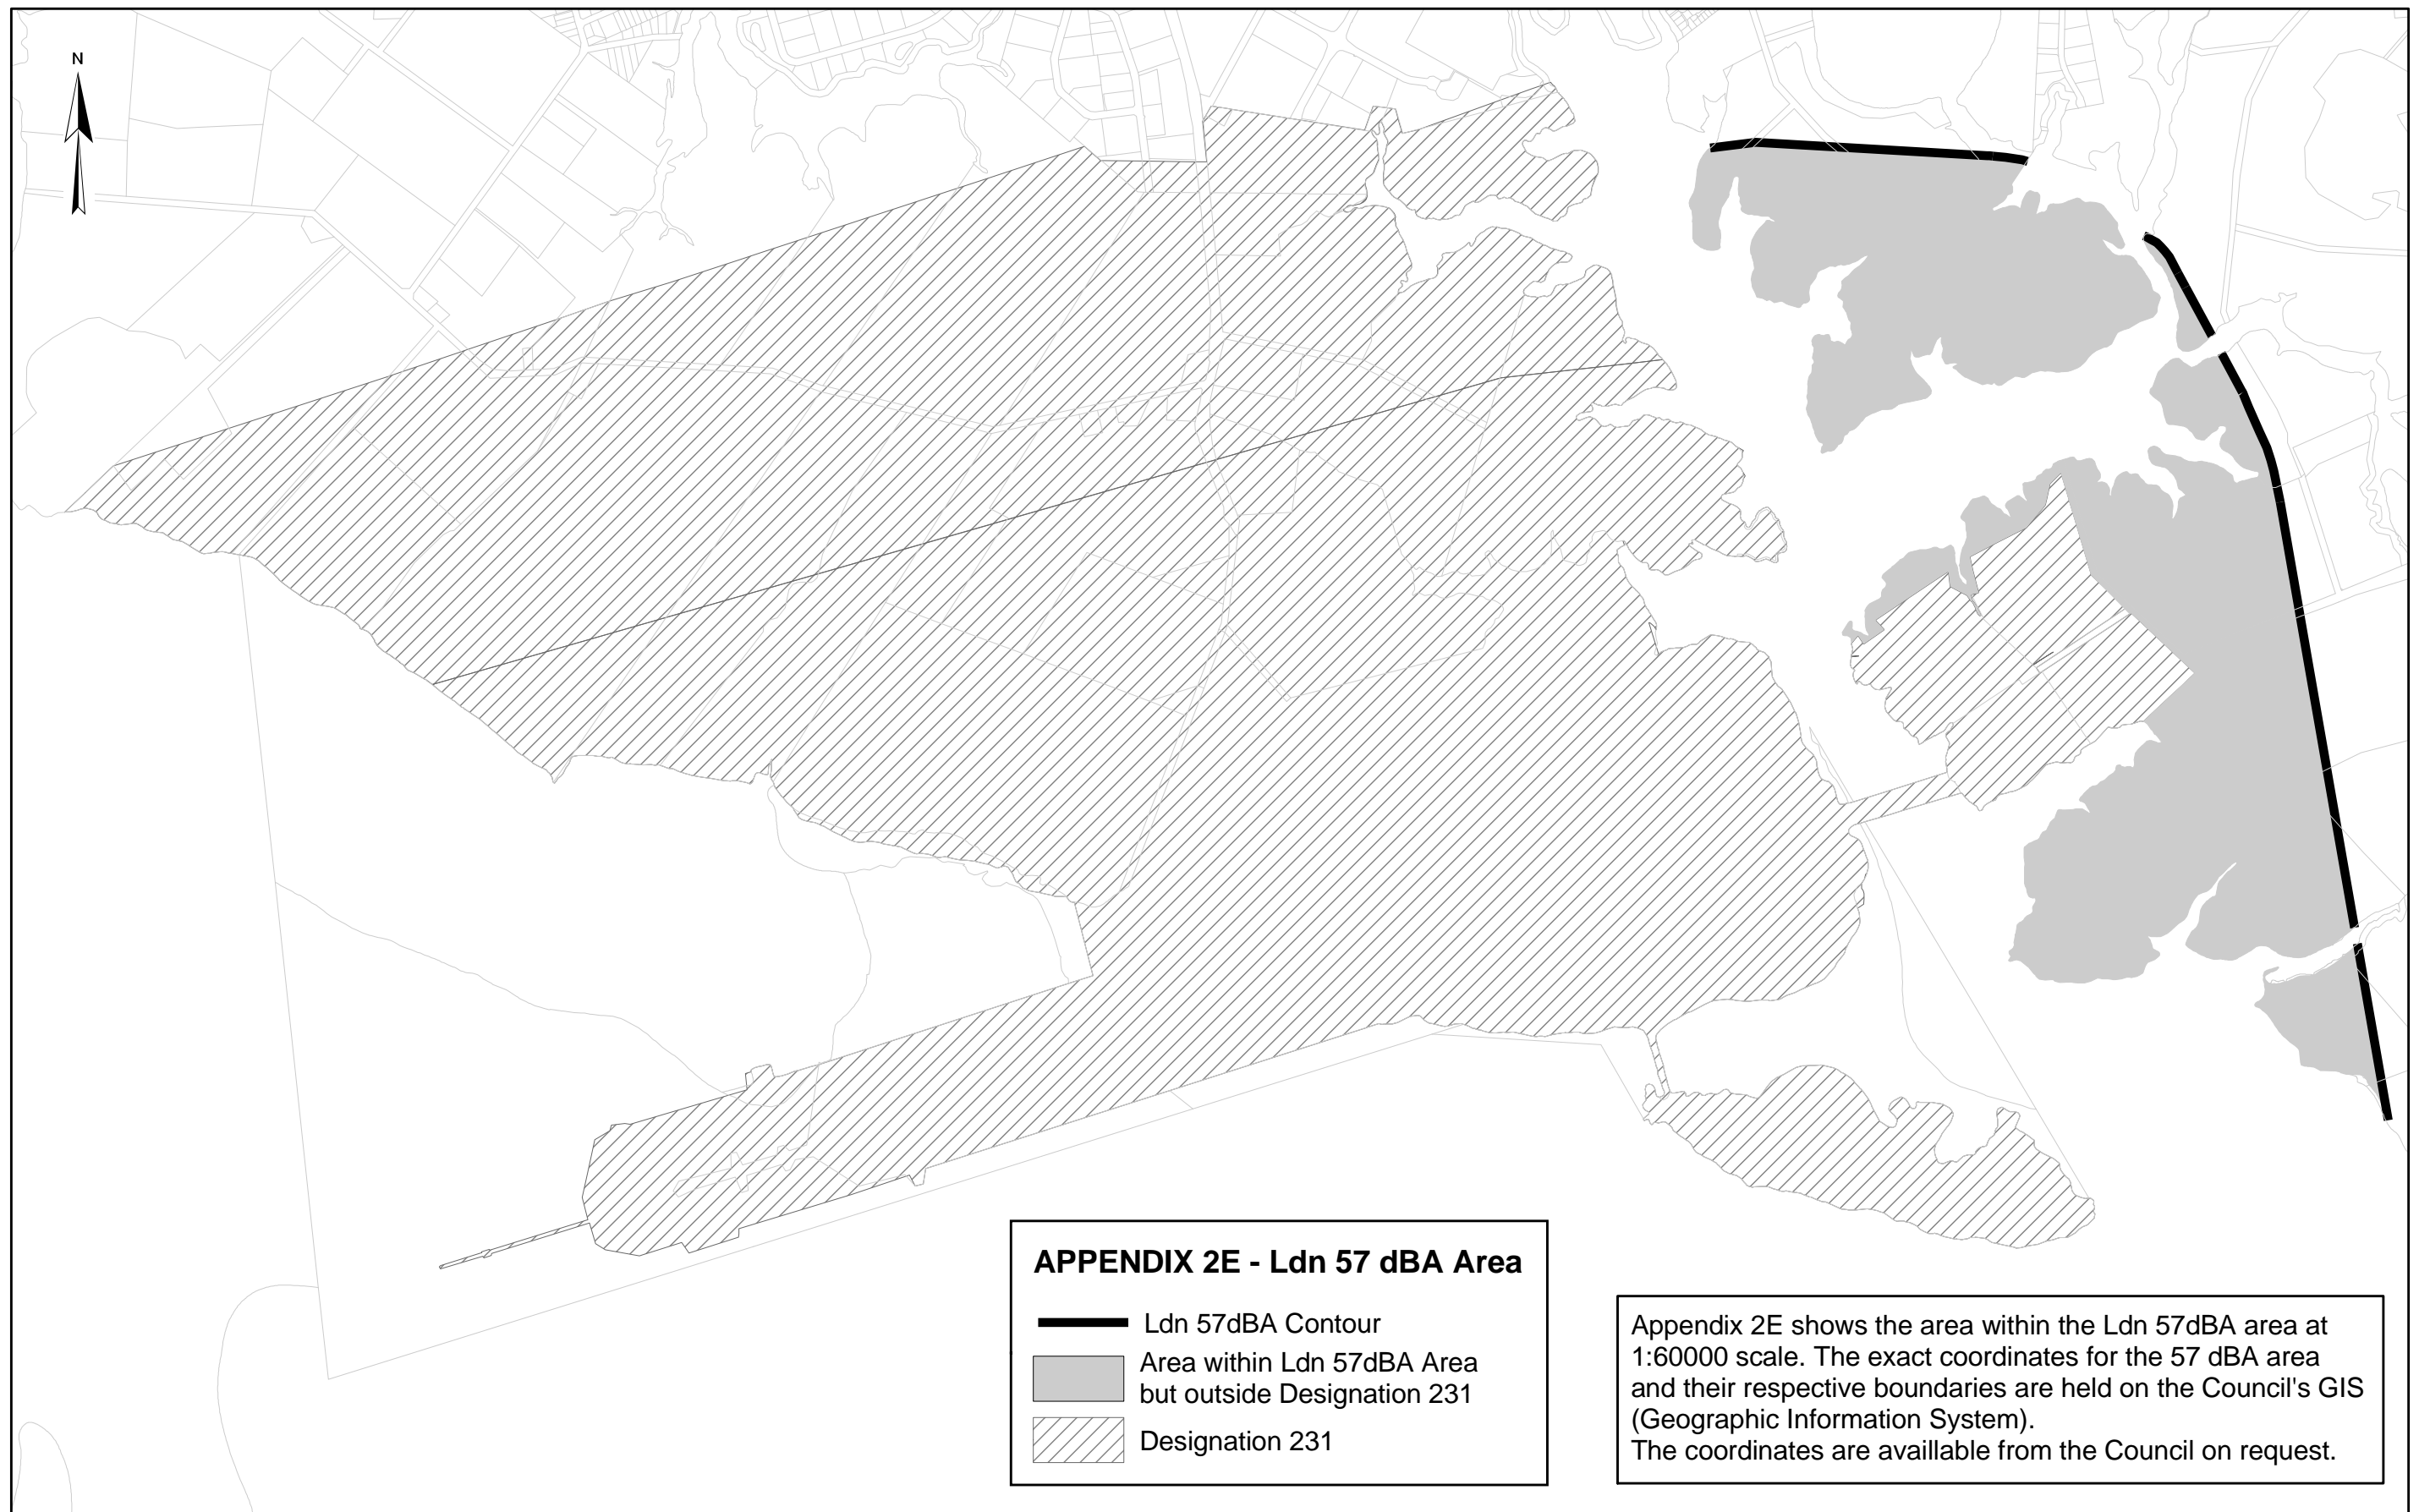 N
APPENDIX 2E - Ldn 57 dBA Area
Ldn 57dBA Contour
Area within Ldn 57dBA Area
but outside Designation 231
Designation 231
Appendix 2E shows the area within the Ldn 57dBA area at
1:60000 scale. The exact coordinates for the 57 dBA area
and their respective boundaries are held on the Council's GIS
(Geographic Information System).
The coordinates are availlable from the Council on request.